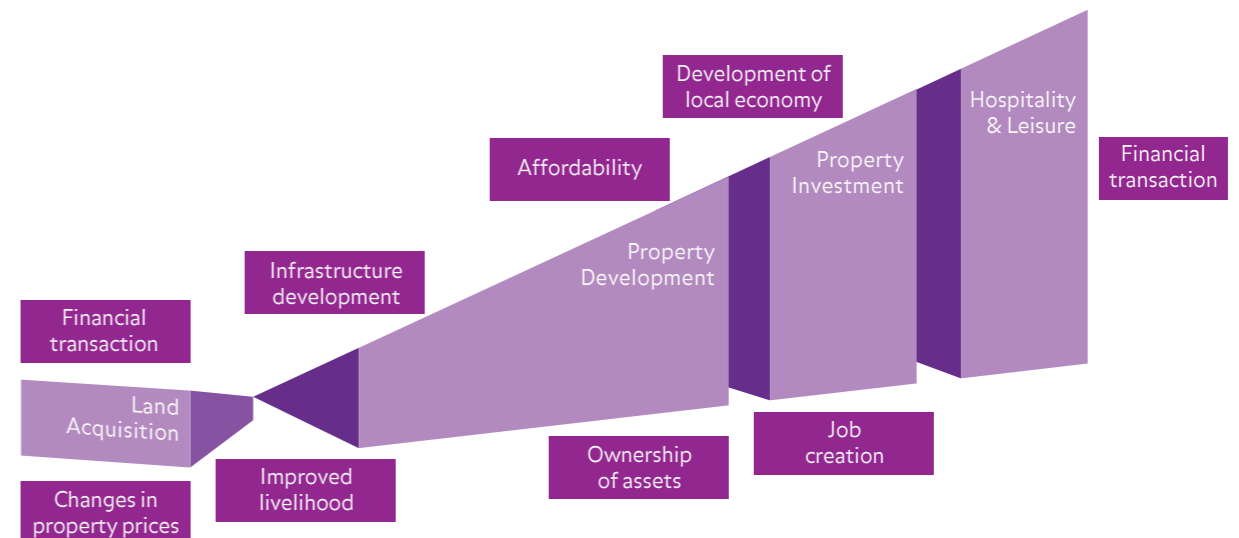 Financial
transaction
Land
Acquisition
Changes in
property prices
Infrastructure
development
Improved
livelihood
Affordability
Property
Development
Ownership
of assets
Development of
local economy
Property
Investment
Job
creation
Hospitality
& Leisure
Financial
transaction